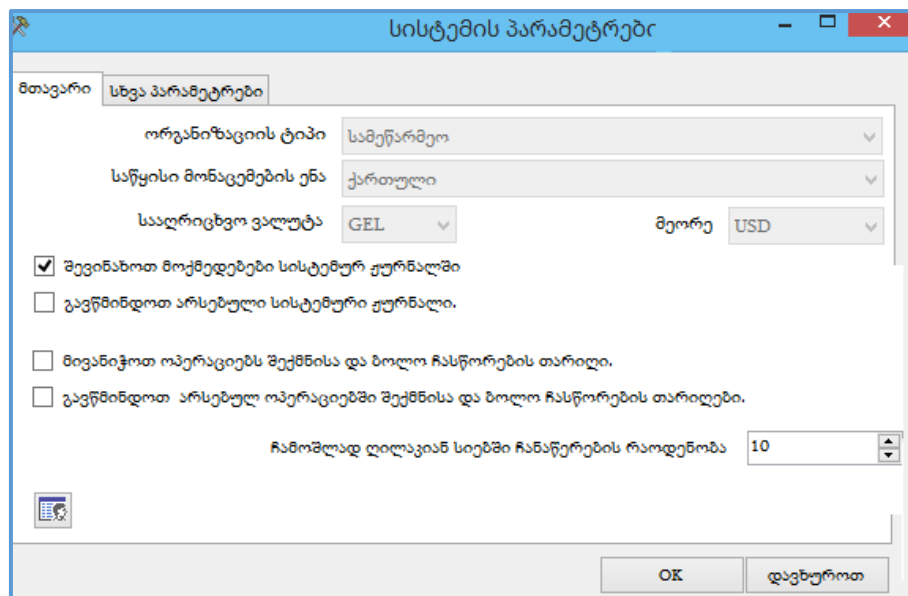 სისტემის პარამეტრები
მთავარი სხვა პარამეტრები
ორგანიზაციის ტიპი სამეწარმეო
საწყისი მონაცემების ენა ქართული
სააღრიცხვო ვალუტა GEL მეორე USD
შევინახოთ მოქმედებები სისტემურ ჟურნალში
გავწმინდოთ არსებული სისტემური ჟურნალი.
მივანიჭოთ ოპერაციებს შექმნისა და ბოლო ჩასწორების თარიღი.
გავწმინდოთ არსებულ ოპერაციებში შექმნისა და ბოლო ჩასწორების თარიღები.
ჩამოშლად ღილაკიან სიებში ჩანაწერების რაოდენობა 10
OK დავხუროთ